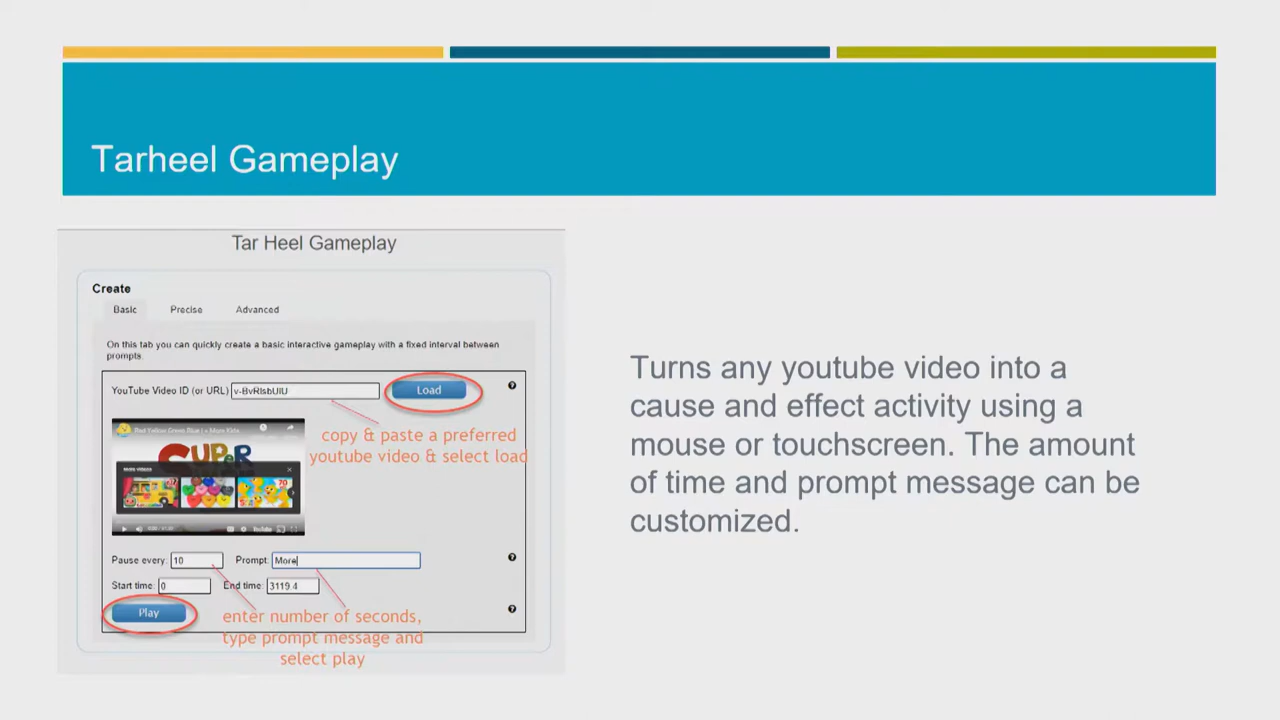 Tarheel Gameplay
Tar Heel Gameplay
Create
Basic Precise Advanced
On this tab you can quickly create a basic interactive gameplay with a fixed interval between
prompts.
YouTube Video ID (or URL) Load
copy & paste a preferred
youtube video & select load
SUPER
Pause every: 10 Prompt: More
Start time: 0 End time: 3119.4
Play
enter number of seconds,
type prompt message and
select play
Turns any youtube video into a
cause and effect activity using a
mouse or touchscreen. The amount
of time and prompt message can be
customized.